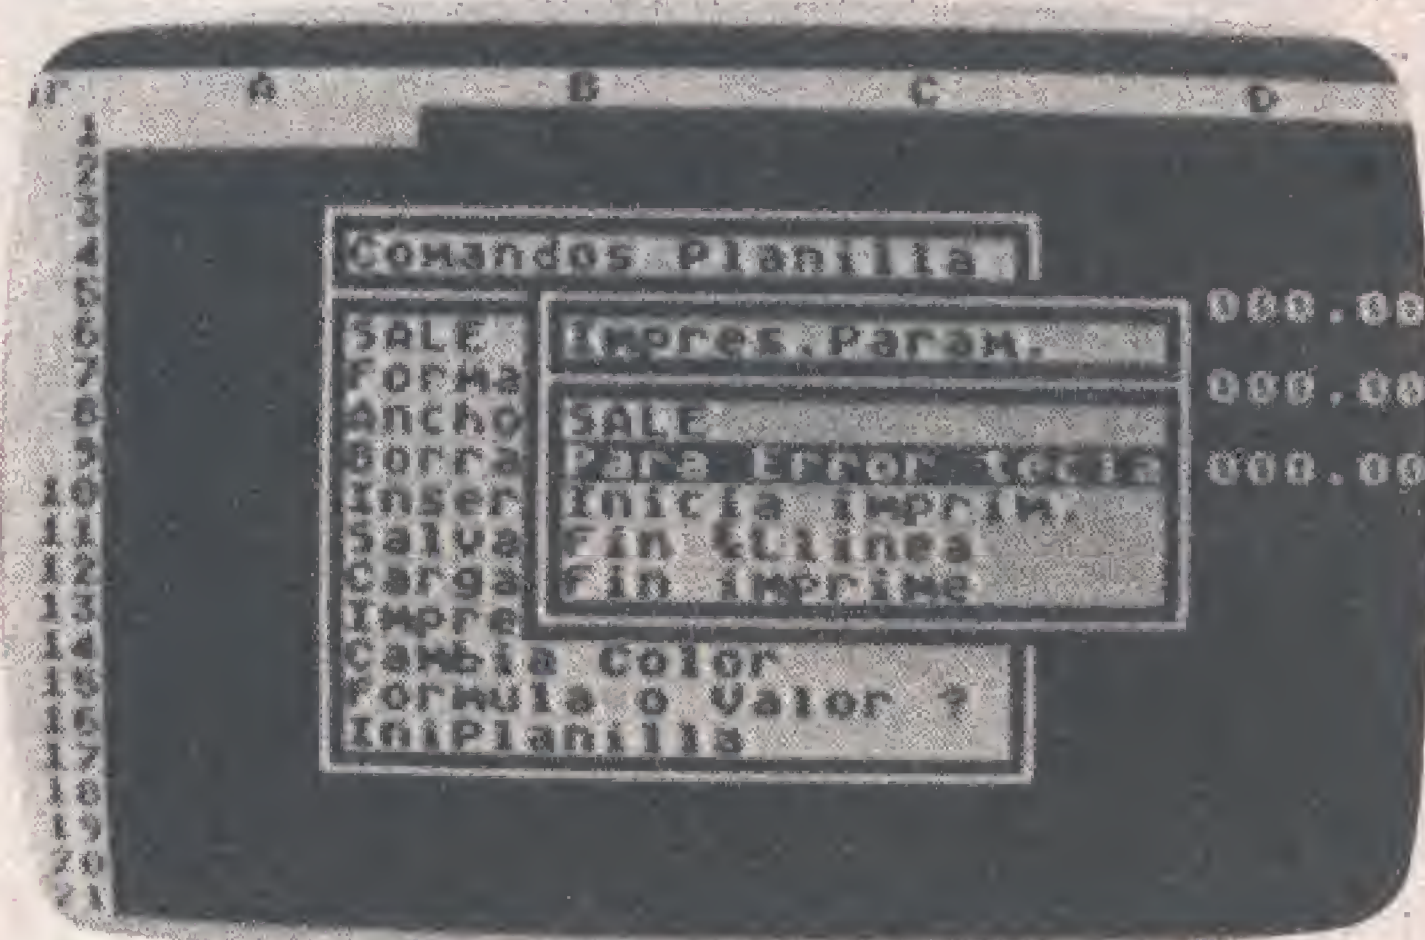 A B C D
1
2
3
4
5
6
7
8
9
10
11
12
13
14
15
16
17
18
19
20
21
Comandos Planilla
SALE
Forma
Ancho
Borra
Inser
Salva
Carga
Impre
Cambia Color
Formula o Valor ?
IniPlanilla
Impres.Param.
SALE
Para Error tecla
Inicia imprim.
Fin &Llinea
Fin imprime
000.00
000.00
000.00